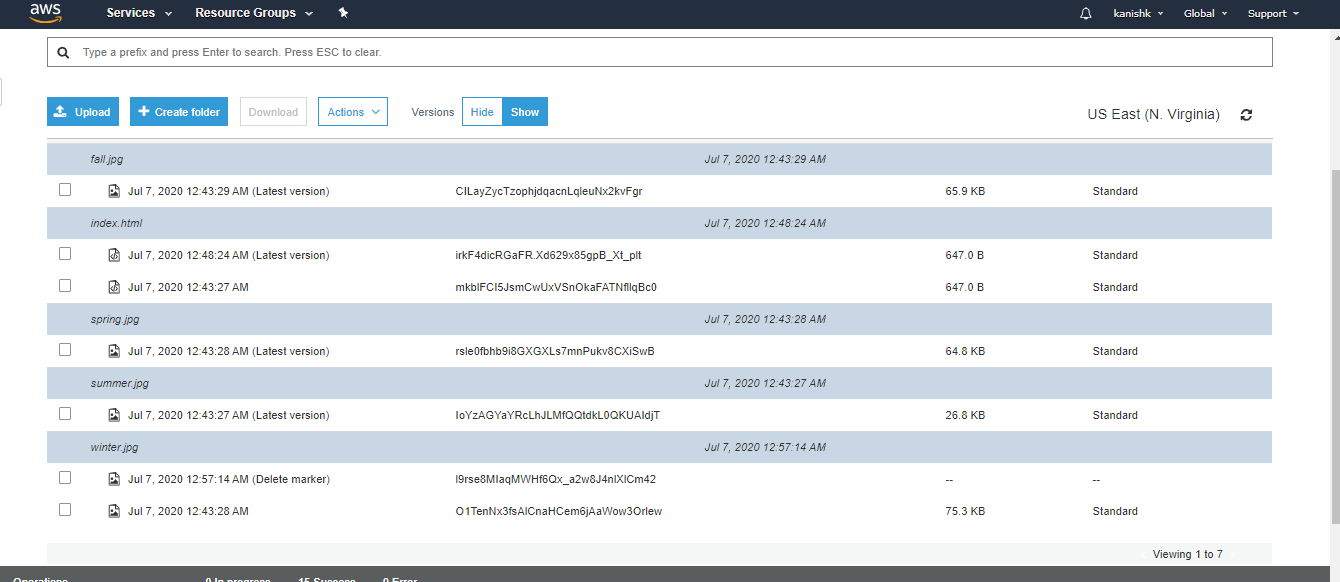 aws Services Resource Groups kanishk Global Support
Type a prefix and press Enter to search. Press ESC to clear.
Upload Create folder Download Actions Versions Hide Show US East (N. Virginia)
fall.jpg Jul 7, 2020 12:43:29 AM
Jul 7, 2020 12:43:29 AM (Latest version) CILayZycTzophjdqacnLqleuNx2kvFgr 65.9 KB Standard
index.html Jul 7, 2020 12:48:24 AM
Jul 7, 2020 12:48:24 AM (Latest version) irkF4dicRGaFR.Xd629x85gpB_Xt_plt 647.0 B Standard
Jul 7, 2020 12:43:27 AM mkbIFCI5JsmCwUxVSnOkaFATNfllqBc0 647.0 B Standard
spring.jpg Jul 7, 2020 12:43:28 AM
Jul 7, 2020 12:43:28 AM (Latest version) rsle0fbhb9i8GXGXLs7mnPukv8CXiSwB 64.8 KB Standard
summer.jpg Jul 7, 2020 12:43:27 AM
Jul 7, 2020 12:43:27 AM (Latest version) IoYzAGYaYRcLhJLMfQQtdkL0QKUAIdjT 26.8 KB Standard
winter.jpg Jul 7, 2020 12:57:14 AM
Jul 7, 2020 12:57:14 AM (Delete marker) I9rse8MIaqMWHf6Qx_a2w8J4nlXlCm42 -- --
Jul 7, 2020 12:43:28 AM O1TenNx3fsAlCnaHCem6jAaWow3Orlew 75.3 KB Standard
Viewing 1 to 7
Operations 0 In progress 15 Success 0 Error